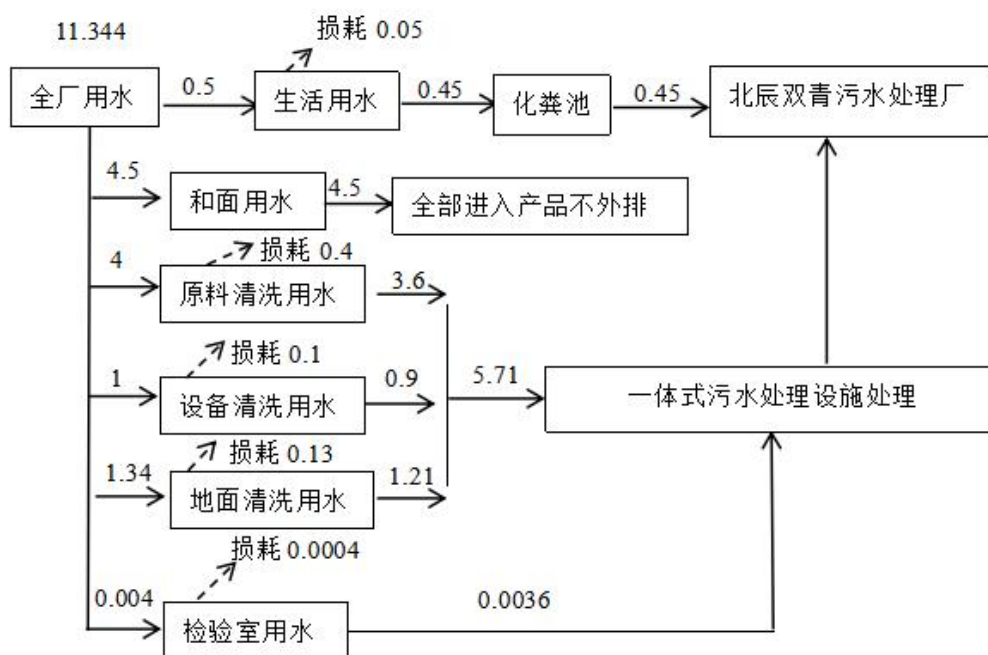 11.344
损耗 0.05
全厂用水
0.5
生活用水
0.45
化粪池
0.45
北辰双青污水处理厂
4.5
和面用水
4.5
全部进入产品不外排
损耗 0.4
4
原料清洗用水
3.6
损耗 0.1
1
设备清洗用水
0.9
5.71
一体式污水处理设施处理
损耗 0.13
1.34
地面清洗用水
1.21
损耗 0.0004
0.004
检验室用水
0.0036